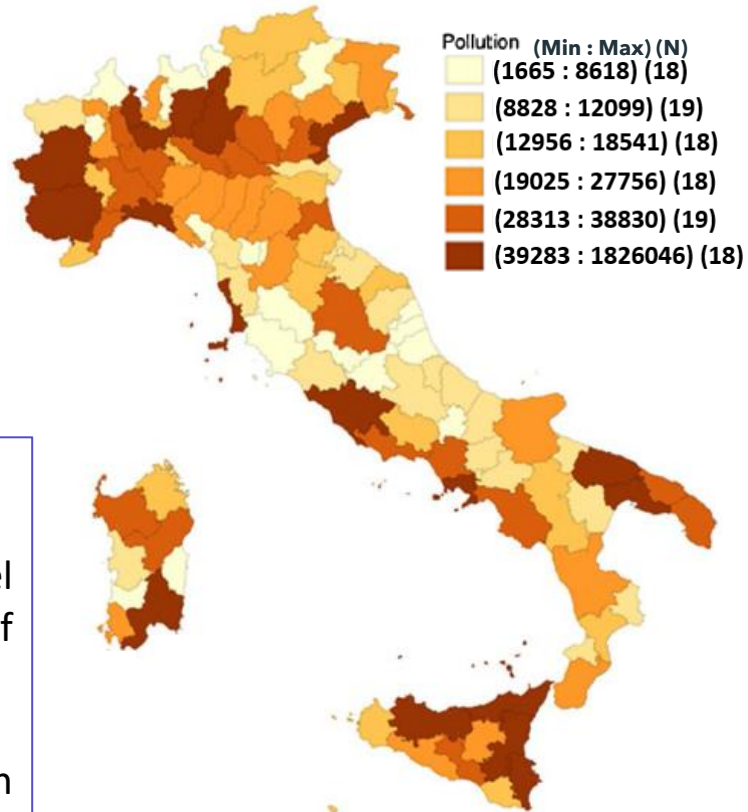 Pollution (Min : Max) (N)
(1665 : 8618) (18)
(8828 : 12099) (19)
(12956 : 18541) (18)
(19025 : 27756) (18)
(28313 : 38830) (19)
(39283 : 1826046) (18)